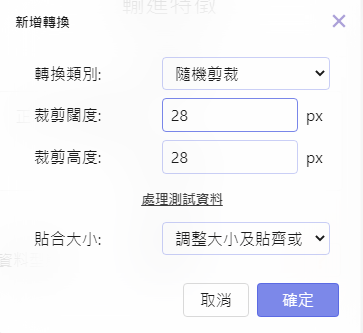 新增轉換
轉換類別:
隨機剪裁
裁剪闊度:
28
px
裁剪高度:
28
px
處理測試資料
貼合大小:
調整大小及貼齊或
取消
確定